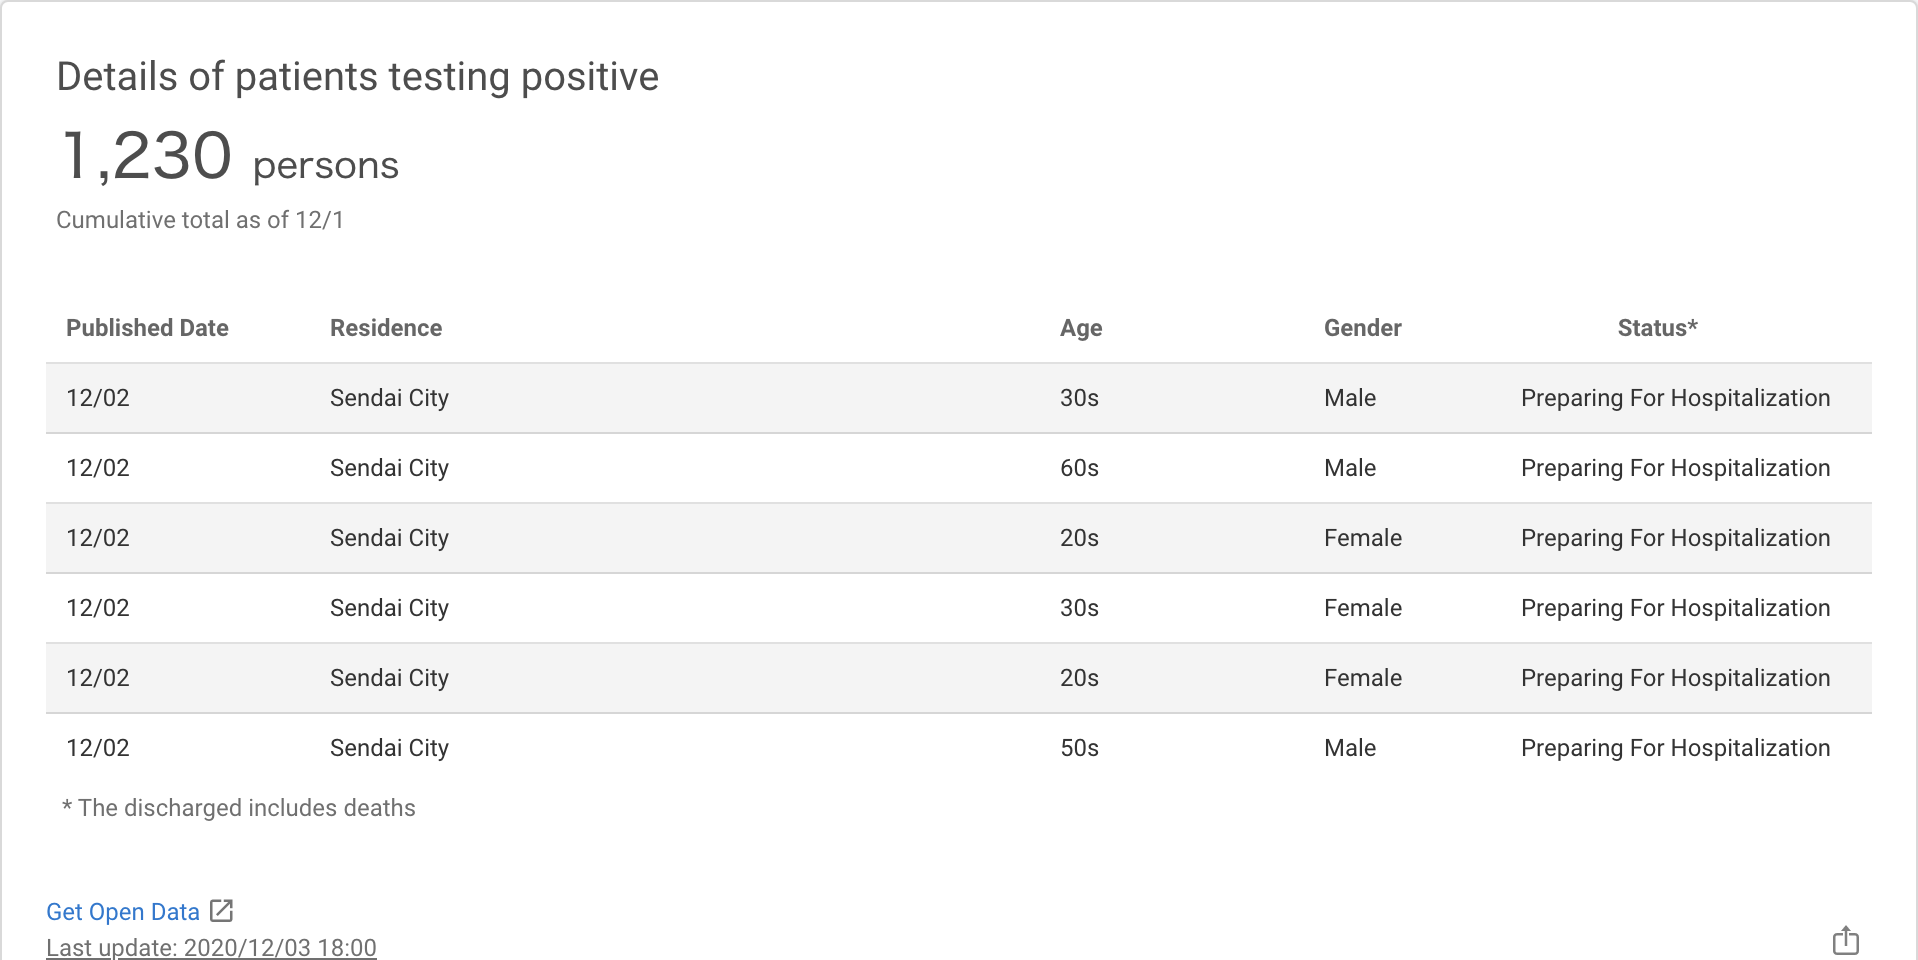 Details of patients testing positive
1,230 persons
Cumulative total as of 12/1
Published Date Residence Age Gender Status*
12/02 Sendai City 30s Male Preparing For Hospitalization
12/02 Sendai City 60s Male Preparing For Hospitalization
12/02 Sendai City 20s Female Preparing For Hospitalization
12/02 Sendai City 30s Female Preparing For Hospitalization
12/02 Sendai City 20s Female Preparing For Hospitalization
12/02 Sendai City 50s Male Preparing For Hospitalization
* The discharged includes deaths
Get Open Data
Last update: 2020/12/03 18:00